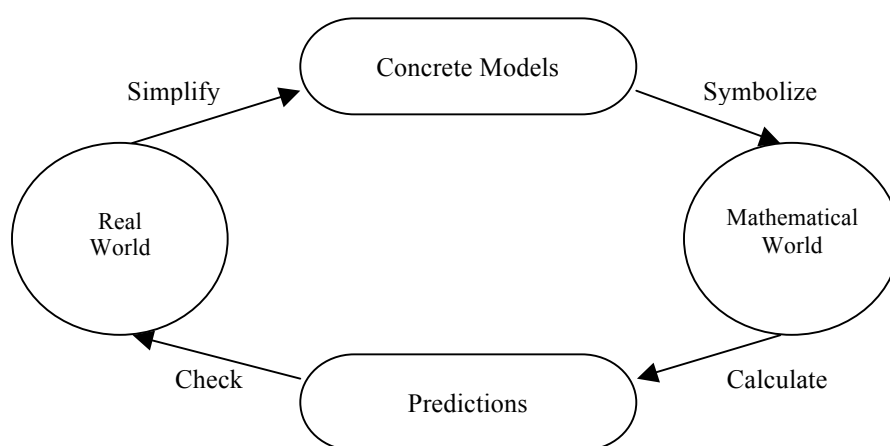 Concrete Models
Simplify
Symbolize
Real
World
Mathematical
World
Check
Calculate
Predictions